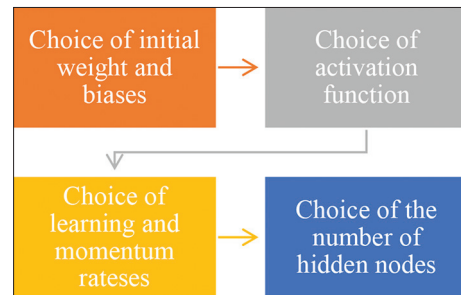 Choice of initial
weight and
biases
Choice of
activation
function
Choice of
learning and
momentum
rateses
Choice of the
number of
hidden nodes